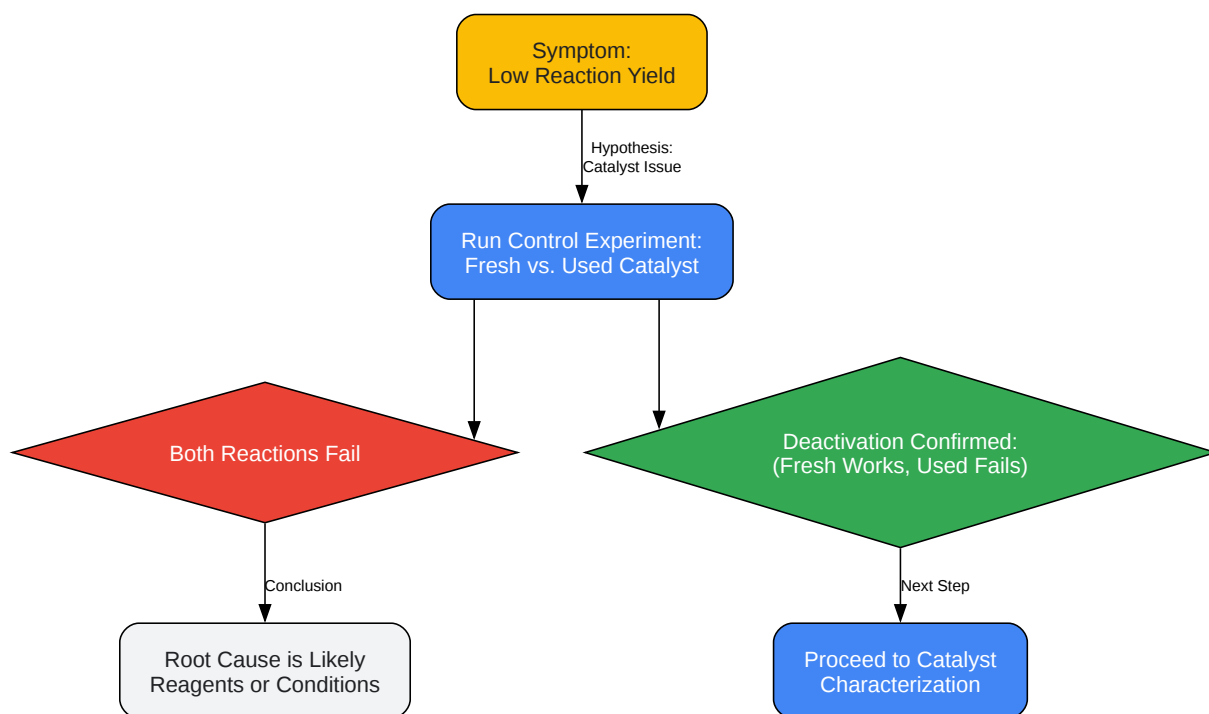 Symptom:
Low Reaction Yield
Hypothesis:
Catalyst Issue
Run Control Experiment:
Fresh vs. Used Catalyst
Both Reactions Fail
Deactivation Confirmed:
(Fresh Works, Used Fails)
Conclusion
Next Step
Root Cause is Likely
Reagents or Conditions
Proceed to Catalyst
Characterization